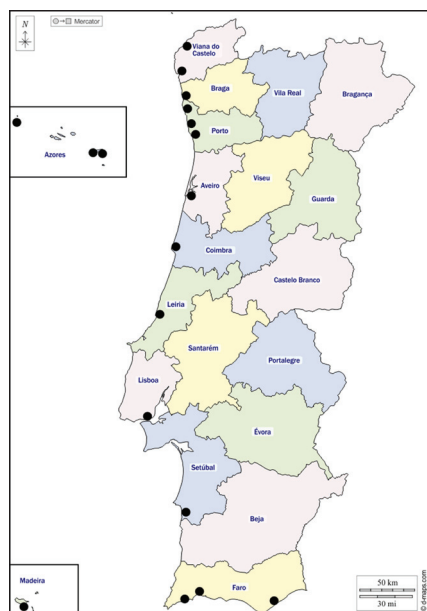 N
Mercator
Viana do
Castelo
Braga
Vila Real
Bragança
Porto
Azores
Viseu
Aveiro
Guarda
Coimbra
Castelo Branco
Leiria
Santarém
Portalegre
Lisboa
Évora
Setúbal
Beja
Madeira
Faro
50 km
30 mi
© d-maps.com